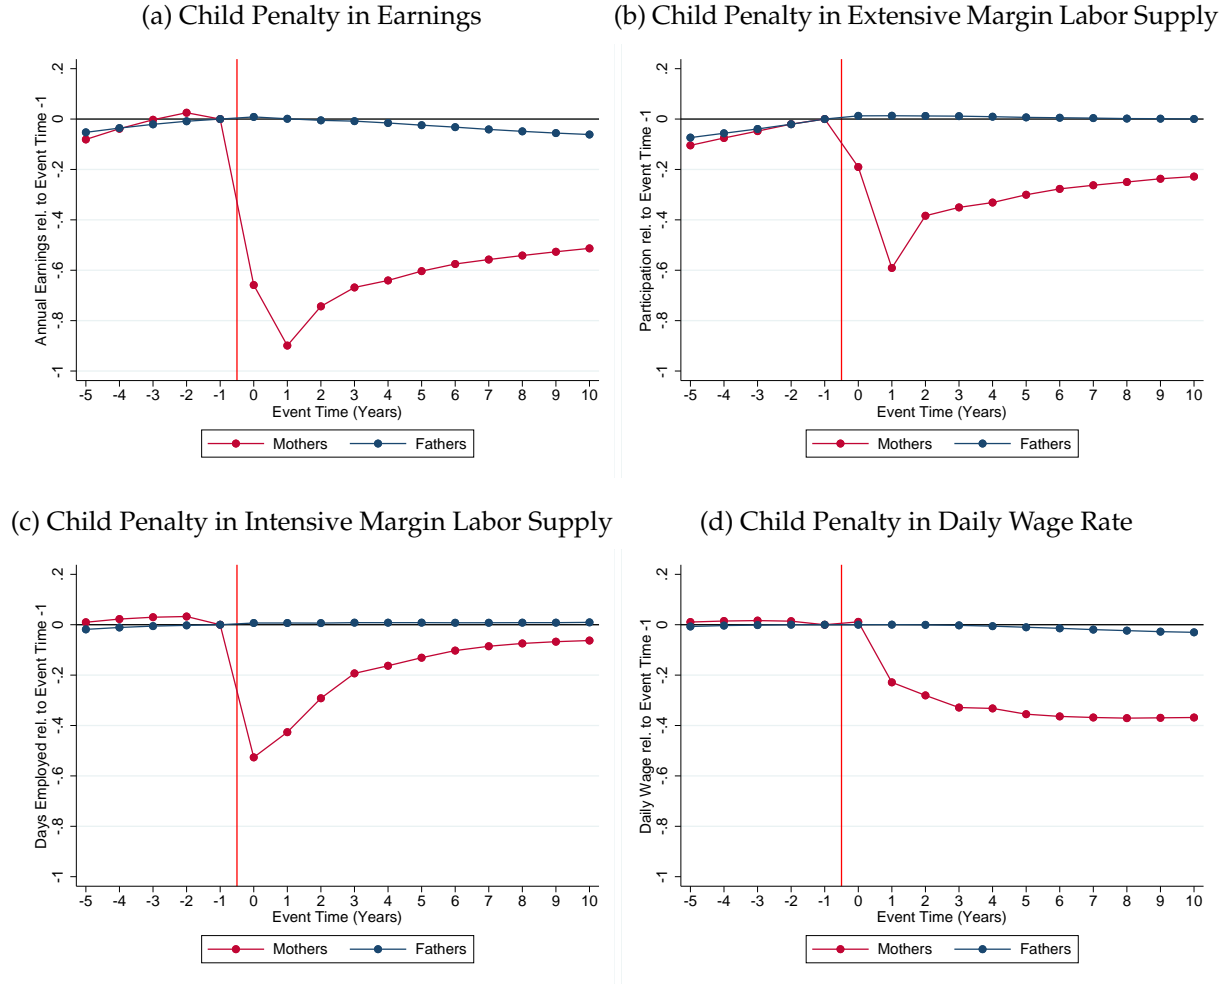 (a) Child Penalty in Earnings
Annual Earnings rel. to Event Time -1
.2
0
-.2
-.4
-.6
-.8
-1
-5 -4 -3 -2 -1 0 1 2 3 4 5 6 7 8 9 10
Event Time (Years)
Mothers Fathers
(b) Child Penalty in Extensive Margin Labor Supply
Participation rel. to Event Time -1
.2
0
-.2
-.4
-.6
-.8
-1
-5 -4 -3 -2 -1 0 1 2 3 4 5 6 7 8 9 10
Event Time (Years)
Mothers Fathers
(c) Child Penalty in Intensive Margin Labor Supply
Days Employed rel. to Event Time -1
.2
0
-.2
-.4
-.6
-.8
-1
-5 -4 -3 -2 -1 0 1 2 3 4 5 6 7 8 9 10
Event Time (Years)
Mothers Fathers
(d) Child Penalty in Daily Wage Rate
Daily Wage rel. to Event Time -1
.2
0
-.2
-.4
-.6
-.8
-1
-5 -4 -3 -2 -1 0 1 2 3 4 5 6 7 8 9 10
Event Time (Years)
Mothers Fathers